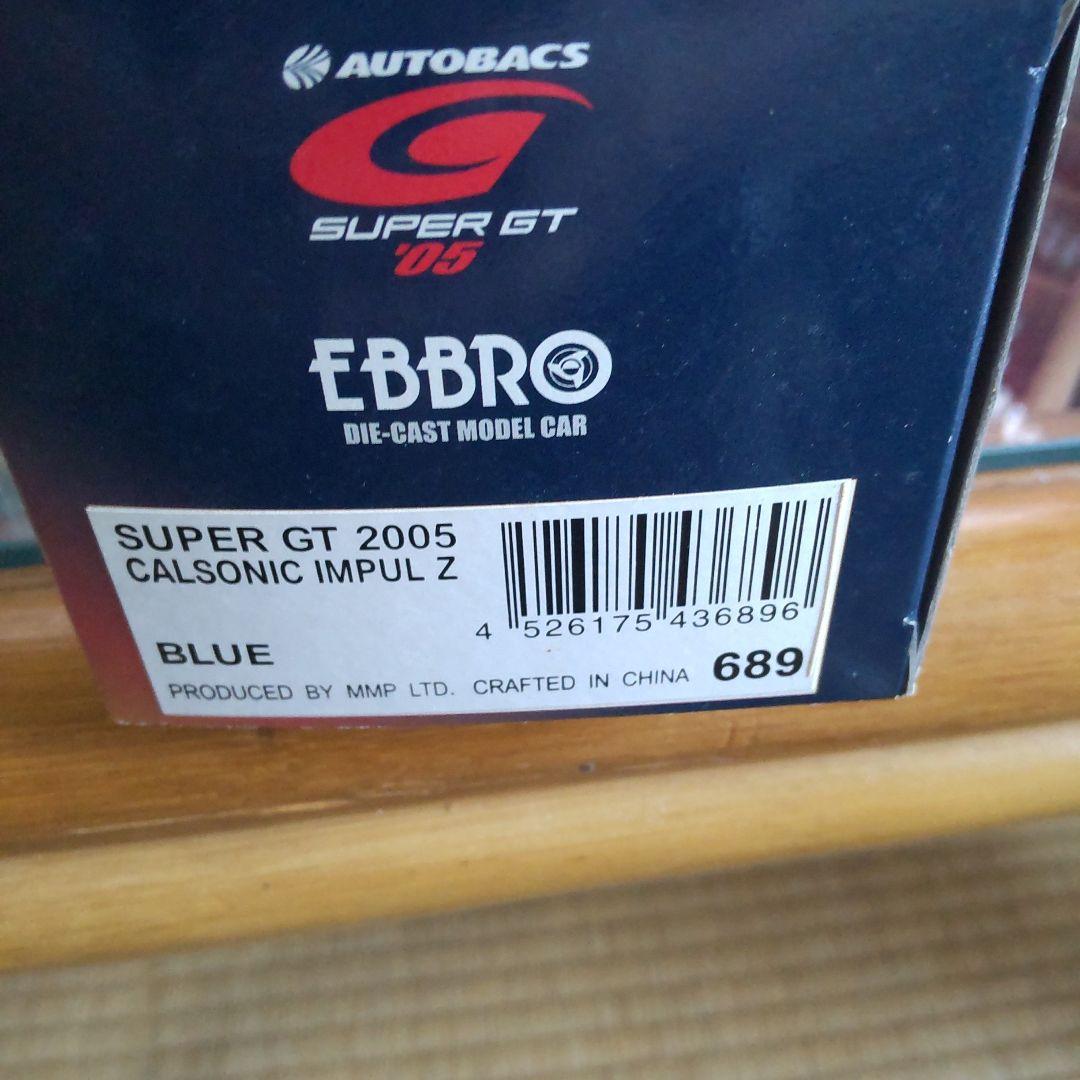 AUTOBACS
SUPER GT
'05
EBBRO
DIE-CAST MODEL CAR
SUPER GT 2005
CALSONIC IMPUL Z
4 526175 436896
BLUE
689
PRODUCED BY MMP LTD. CRAFTED IN CHINA